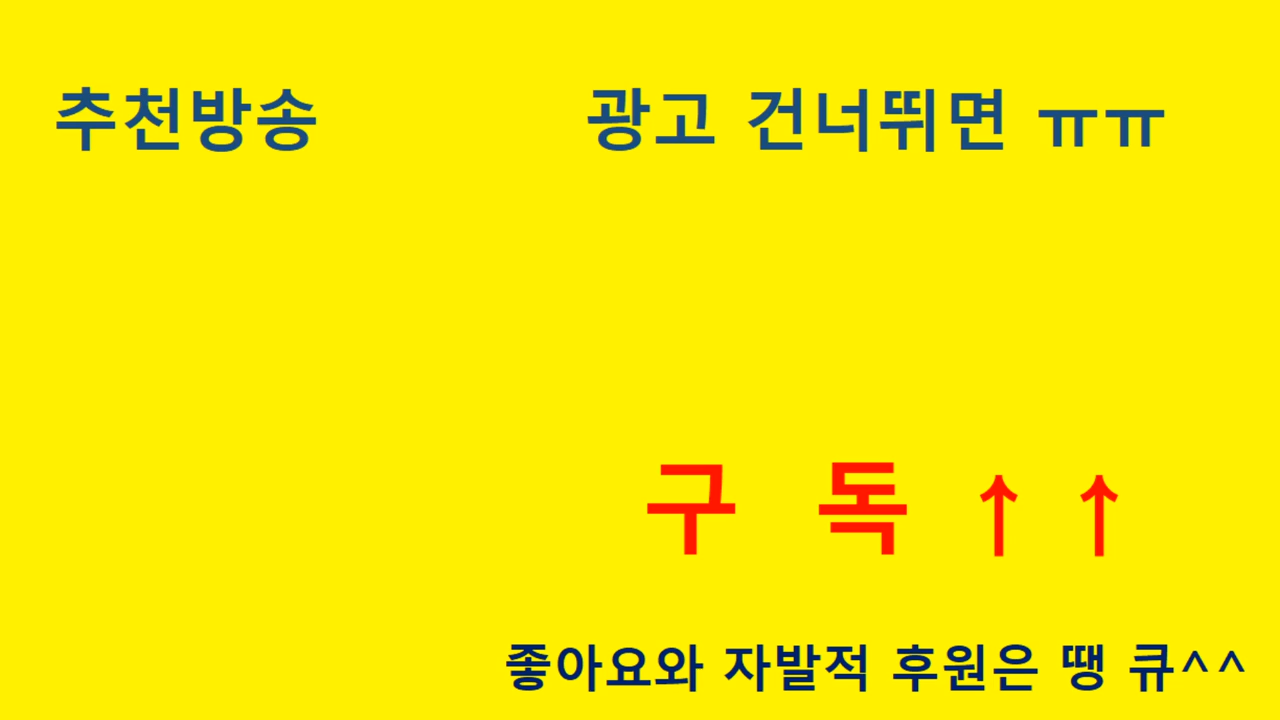 추천방송
광고 건너뛰면 ㅠㅠ
구 독 ↑ ↑
좋아요와 자발적 후원은 땡 큐^^